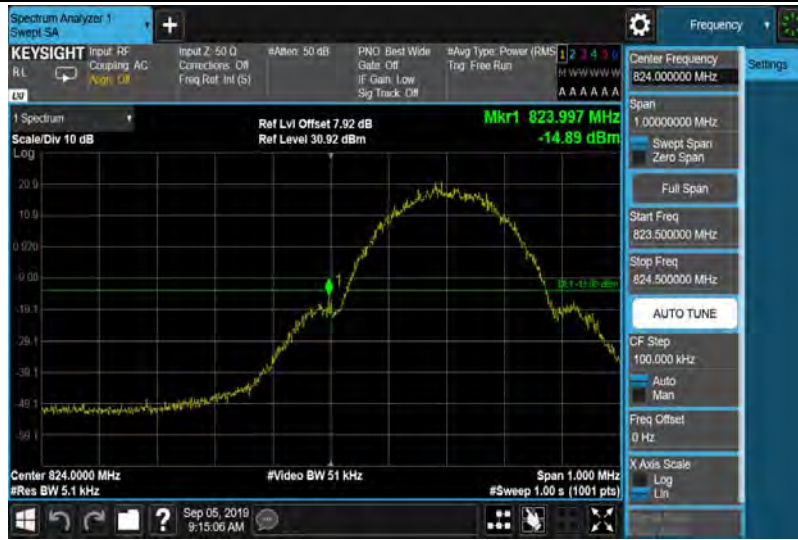 Spectrum Analyzer 1
Swept SA
Frequency
KEYSIGHT
RL
LXI
Input: RF
Coupling: AC
Align: Off
Input Z: 50 Ω
Corrections: Off
Freq Ref: Int (S)
#Atten: 50 dB
PNO: Best Wide
Gate: Off
IF Gain: Low
Sig Track: Off
#Avg Type: Power (RMS
Trig: Free Run
1 2 3 4 5 6
M W W W W W
A A A A A A
1 Spectrum
Scale/Div 10 dB
Log
Ref Lvl Offset 7.92 dB
Ref Level 30.92 dBm
Mkr1 823.997 MHz
-14.89 dBm
20.9
10.9
0.920
-9.08
-19.1
-29.1
-39.1
-49.1
-59.1
1
DL1 -13.00 dBm
Center 824.0000 MHz
#Res BW 5.1 kHz
#Video BW 51 kHz
Span 1.000 MHz
#Sweep 1.00 s (1001 pts)
Center Frequency
824.000000 MHz
Settings
Span
1.00000000 MHz
Swept Span
Zero Span
Full Span
Start Freq
823.500000 MHz
Stop Freq
824.500000 MHz
AUTO TUNE
CF Step
100.000 kHz
Auto
Man
Freq Offset
0 Hz
X Axis Scale
Log
Lin
?
Sep 05, 2019
9:15:06 AM